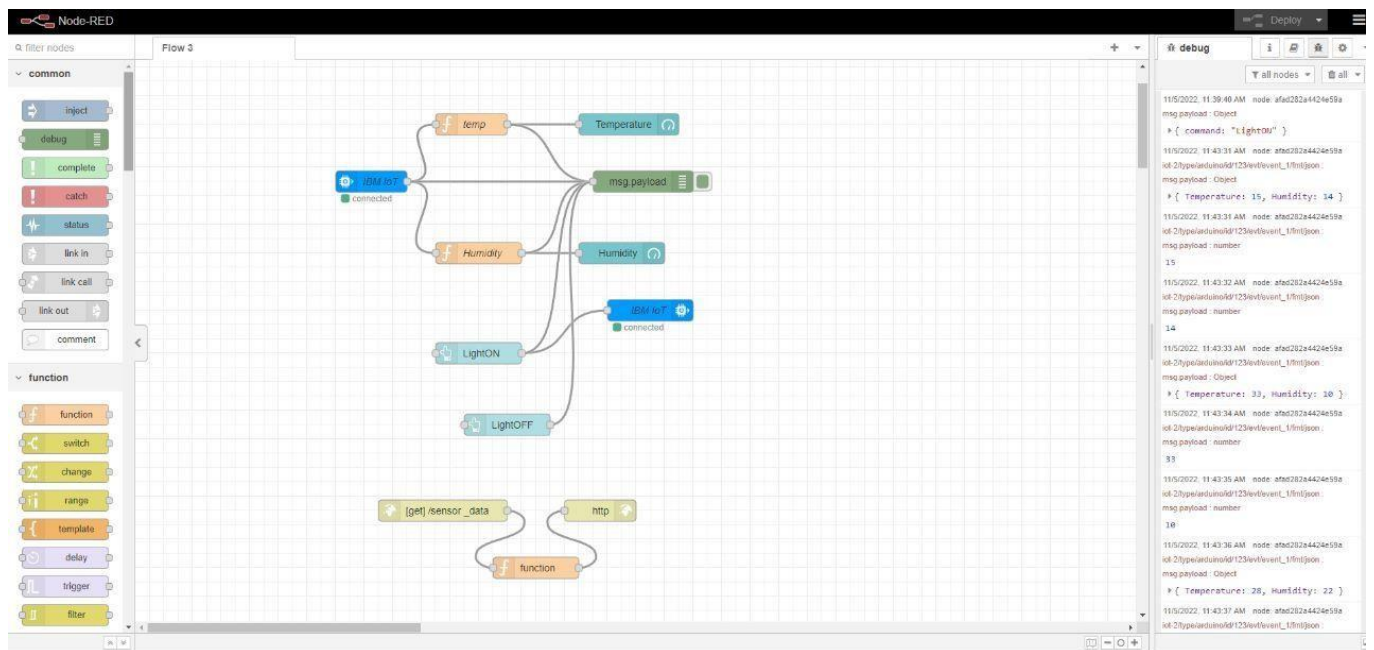 Node-RED
Deploy
filter nodes
Flow 3
debug
all nodes
all
common
inject
debug
complete
catch
status
link in
link call
link out
comment
function
function
switch
change
range
template
delay
trigger
filter
temp
Temperature
IBM IoT
connected
msg.payload
Humidity
Humidity
IBM IoT
connected
LightON
LightOFF
[get] /sensor _data
http
function
11/5/2022, 11:39:40 AM node: afad282a4424e59a
msg.payload : Object
{ command: "LightON" }
11/5/2022, 11:43:31 AM node: afad282a4424e59a
iot-2/type/arduino/id/123/evt/event_1/fmt/json :
msg.payload : Object
{ Temperature: 15, Humidity: 14 }
11/5/2022, 11:43:31 AM node: afad282a4424e59a
iot-2/type/arduino/id/123/evt/event_1/fmt/json :
msg.payload : number
15
11/5/2022, 11:43:32 AM node: afad282a4424e59a
iot-2/type/arduino/id/123/evt/event_1/fmt/json :
msg.payload : number
14
11/5/2022, 11:43:33 AM node: afad282a4424e59a
iot-2/type/arduino/id/123/evt/event_1/fmt/json :
msg.payload : Object
{ Temperature: 33, Humidity: 10 }
11/5/2022, 11:43:34 AM node: afad282a4424e59a
iot-2/type/arduino/id/123/evt/event_1/fmt/json :
msg.payload : number
33
11/5/2022, 11:43:35 AM node: afad282a4424e59a
iot-2/type/arduino/id/123/evt/event_1/fmt/json :
msg.payload : number
10
11/5/2022, 11:43:36 AM node: afad282a4424e59a
iot-2/type/arduino/id/123/evt/event_1/fmt/json :
msg.payload : Object
{ Temperature: 28, Humidity: 22 }
11/5/2022, 11:43:37 AM node: afad282a4424e59a
iot-2/type/arduino/id/123/evt/event_1/fmt/json :